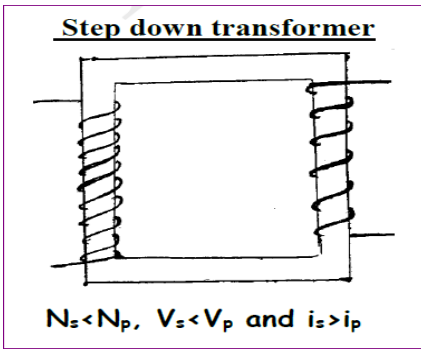 Step down transformer
Ns<Np, Vs<Vp and is>ip